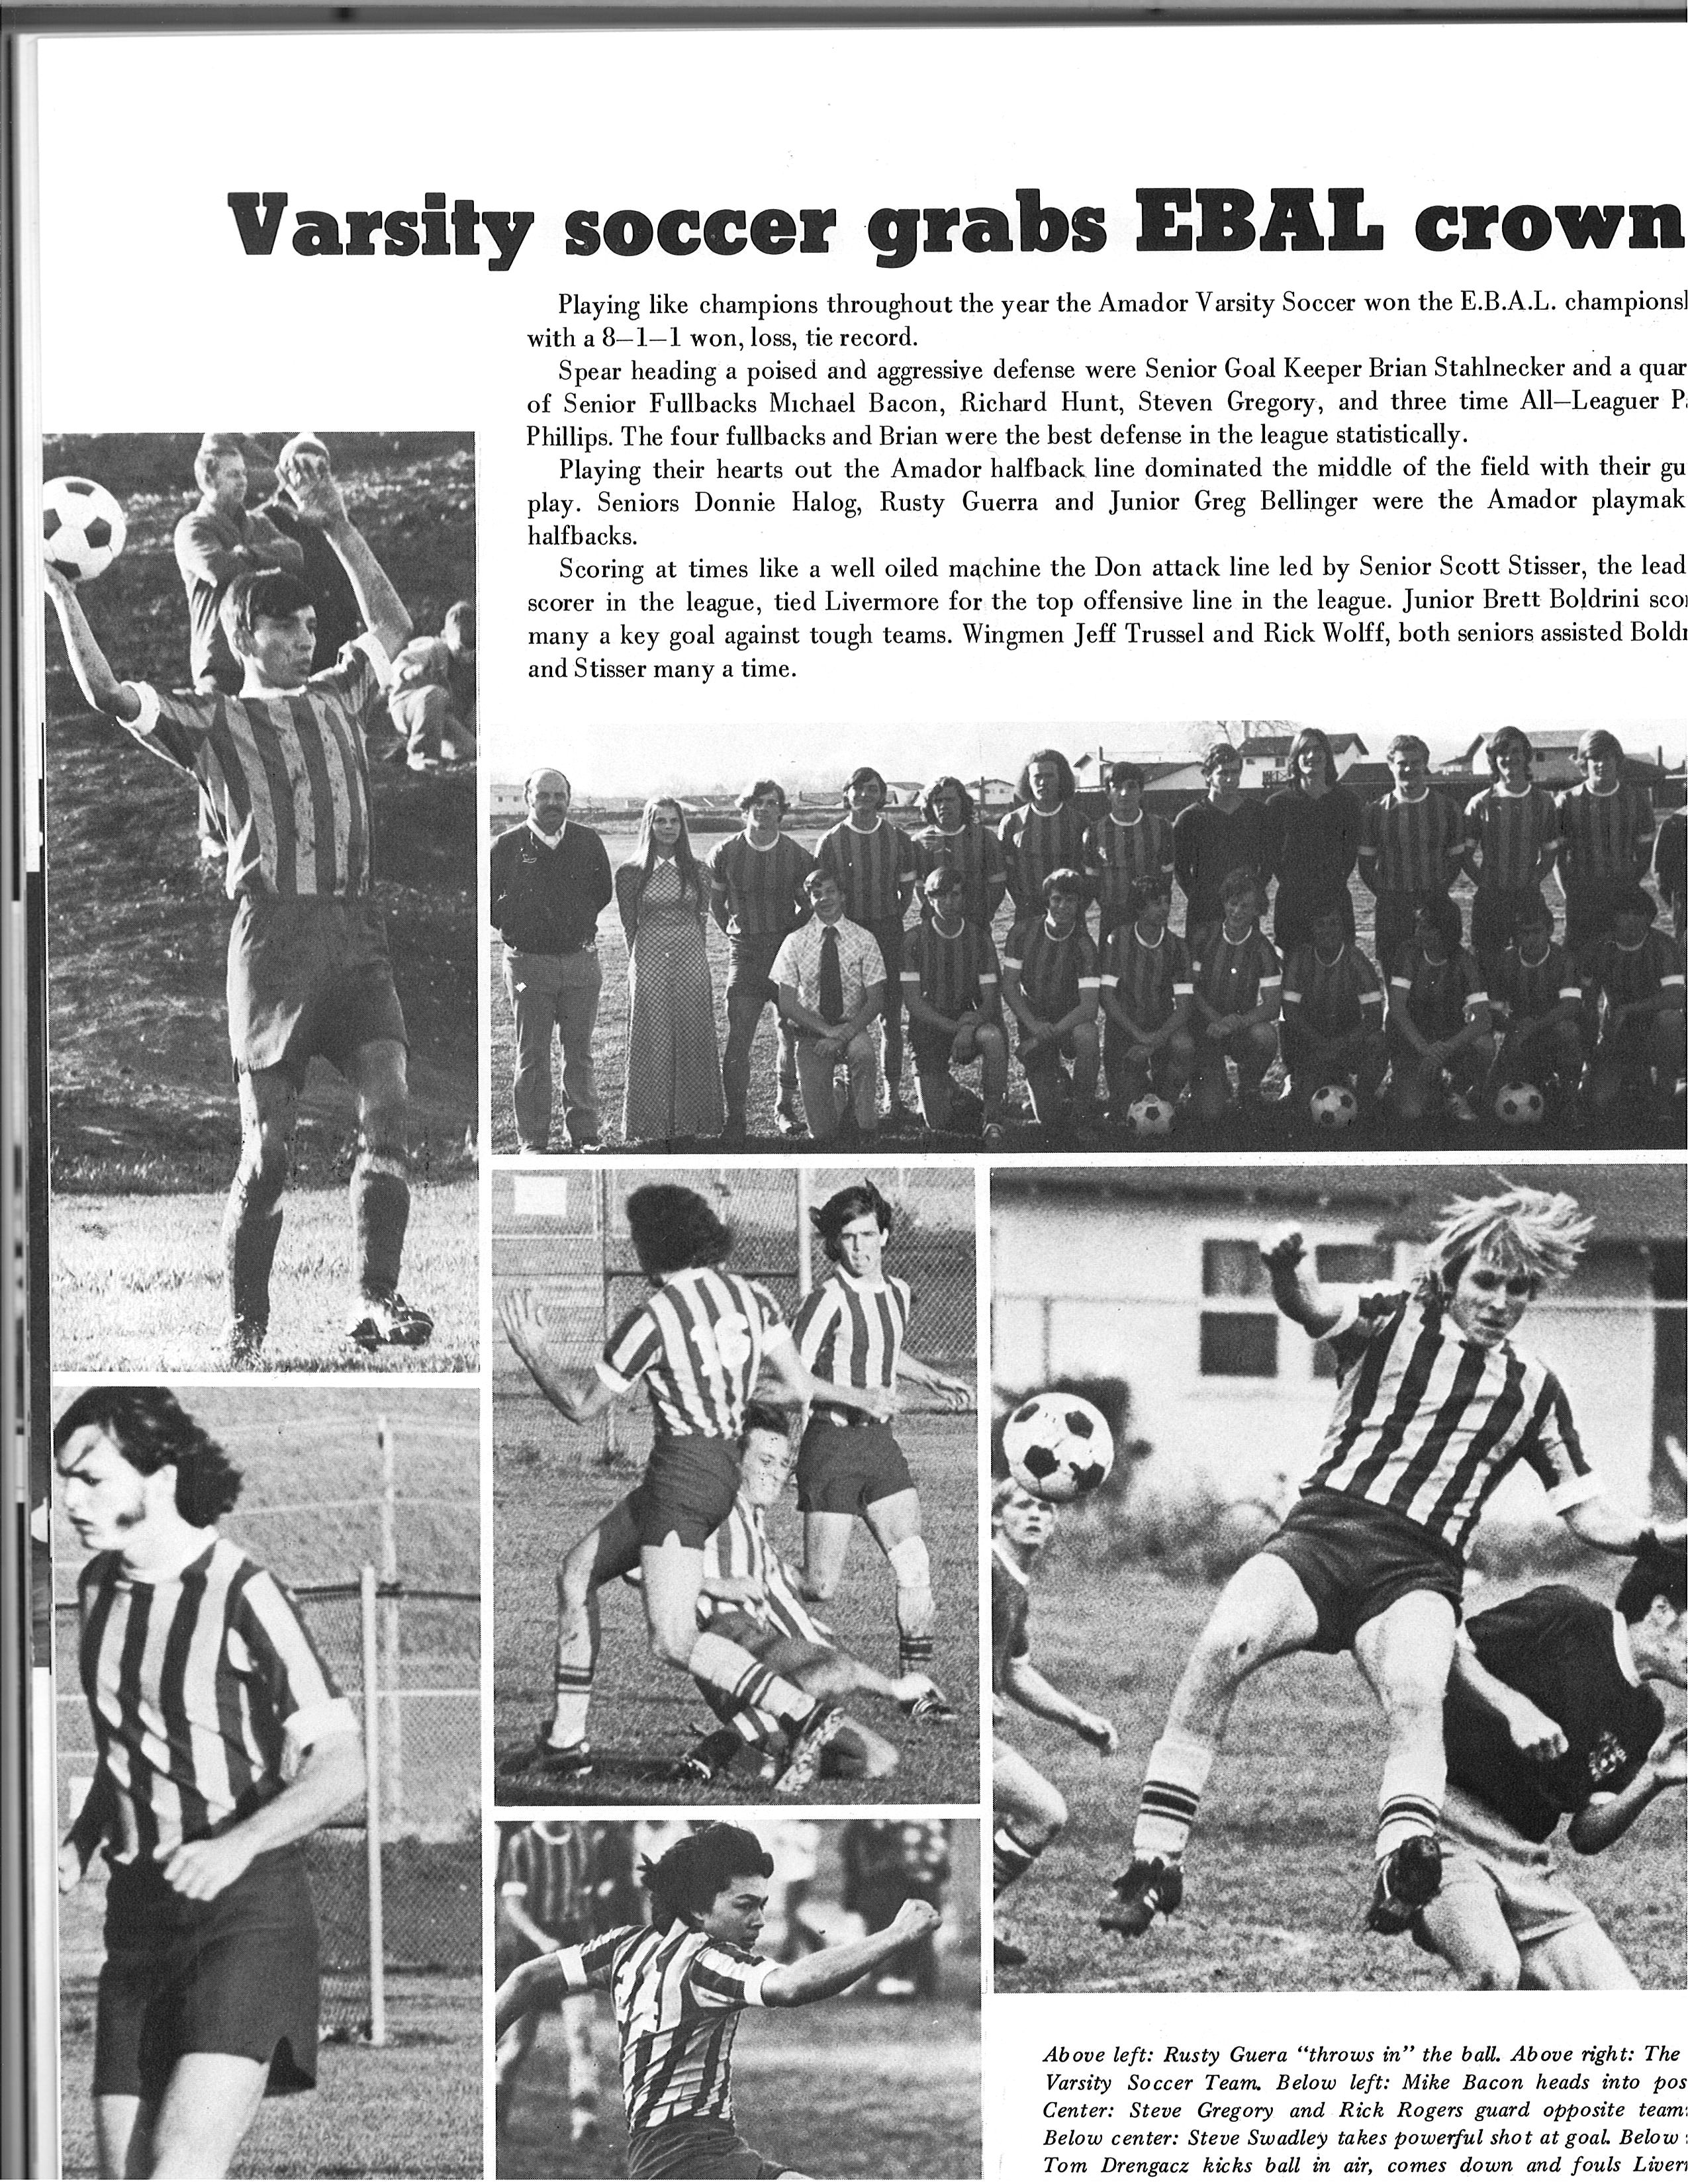 Varsity soccer grabs EBAL crown
Playing like champions throughout the year the Amador Varsity Soccer won the E.B.A.L.
with a 8—1—1 won, loss, tie record.
Spear heading a poised and aggressive defense were Senior Goal Keeper Brian Stahlnecker and a
of Senior Fullbacks Michael Bacon, Richard Hunt, Steven Gregory, and three time All—Leaguer
Phillips. The four fullbacks and Brian were the best defense in the league statistically.
Playing their hearts out the Amador halfback line dominated the middle of the field with their
play. Seniors Donnie Halog, Rusty Guerra and Junior Greg Bellinger were the Amador
halfbacks.
Scoring at times like a well oiled machine the Don attack line led by Senior Scott Stisser, the lead
scorer in the league, tied Livermore for the top offensive line in the league. Junior Brett Boldrini
many a key goal against tough teams. Wingmen Jeff Trussel and Rick Wolff, both seniors assisted
and Stisser many a time.
16
Above left: Rusty Guera “throws in” the ball. Above right: The
Varsity Soccer Team. Below left: Mike Bacon heads into pos
Center: Steve Gregory and Rick Rogers guard opposite team
Below center: Steve Swadley takes powerful shot at goal. Below
Tom Drengacz kicks ball in air, comes down and fouls